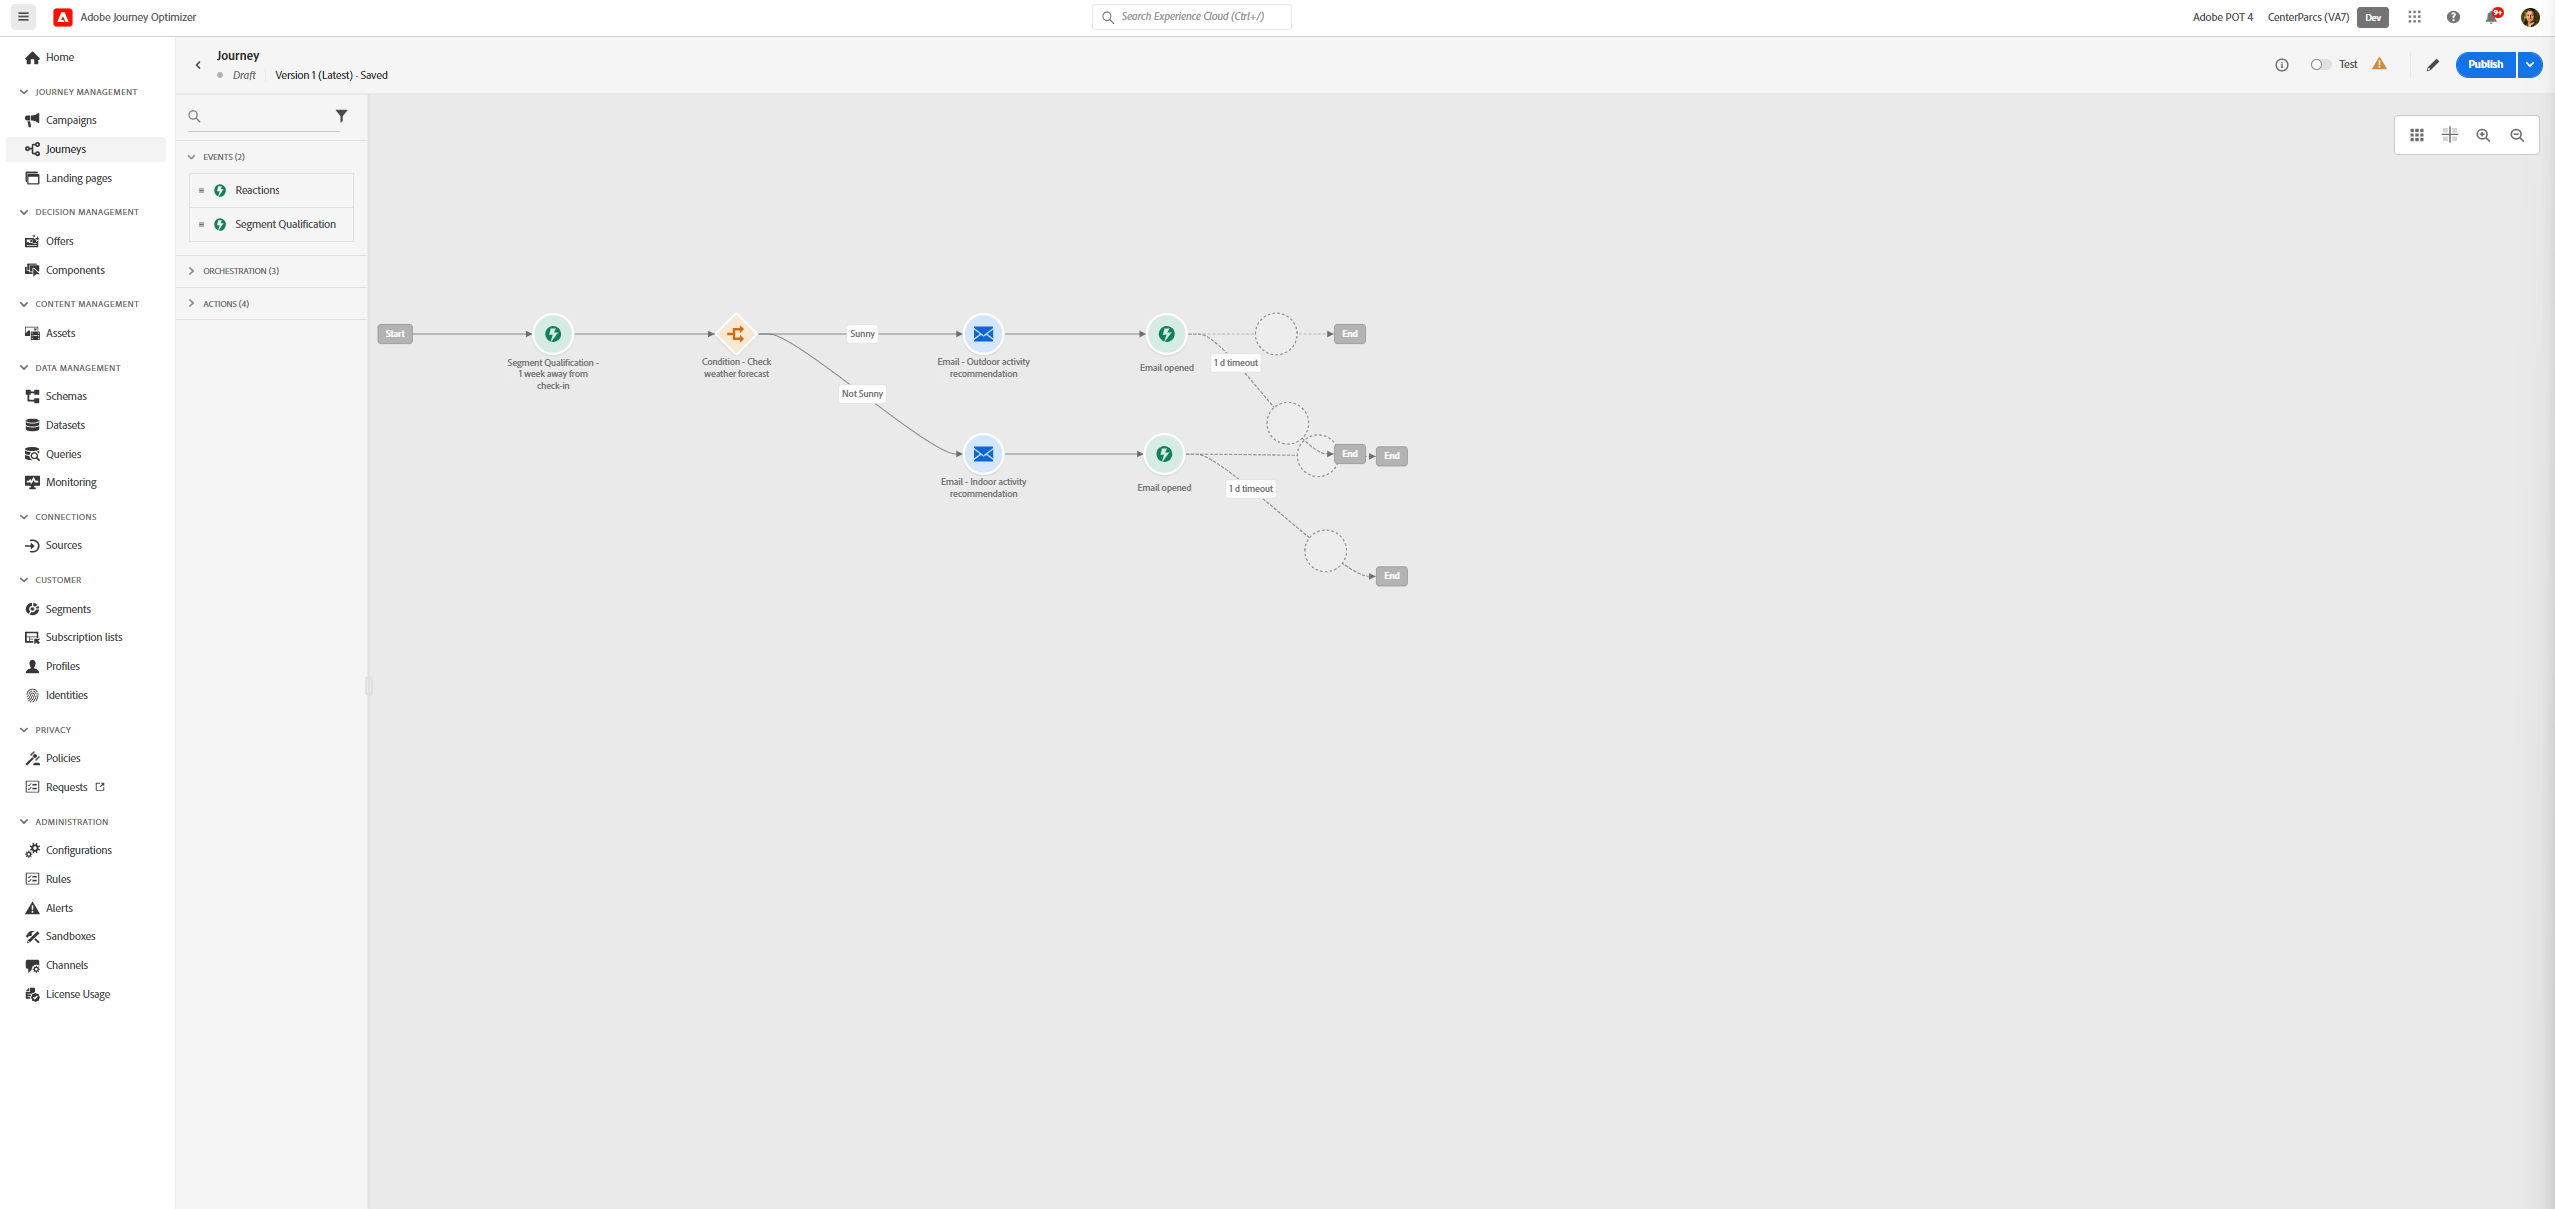 Adobe Journey Optimizer
Search Experience Cloud (Ctrl+/)
Adobe POT 4
CenterParcs (VA7)
Dev
9+
Home
JOURNEY MANAGEMENT
Campaigns
Journeys
Landing pages
DECISION MANAGEMENT
Offers
Components
CONTENT MANAGEMENT
Assets
DATA MANAGEMENT
Schemas
Datasets
Queries
Monitoring
CONNECTIONS
Sources
CUSTOMER
Segments
Subscription lists
Profiles
Identities
PRIVACY
Policies
Requests
ADMINISTRATION
Configurations
Rules
Alerts
Sandboxes
Channels
License Usage
Journey
Draft
Version 1 (Latest) - Saved
Test
Publish
EVENTS (2)
Reactions
Segment Qualification
ORCHESTRATION (3)
ACTIONS (4)
Start
Segment Qualification -
1 week away from
check-in
Condition - Check
weather forecast
Sunny
Not Sunny
Email - Outdoor activity
recommendation
Email opened
1 d timeout
End
Email - Indoor activity
recommendation
Email opened
1 d timeout
End
End
End